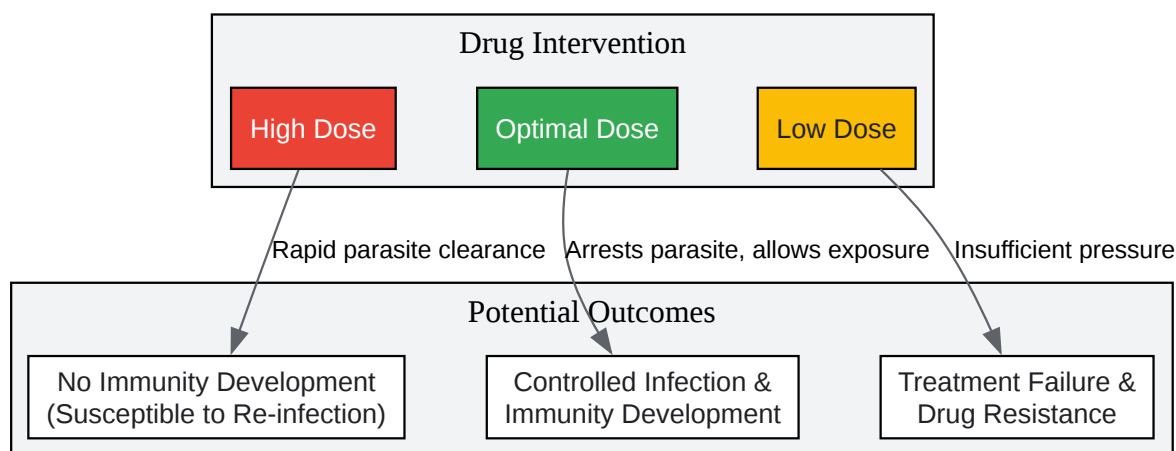 Drug Intervention
High Dose
Optimal Dose
Low Dose
Rapid parasite clearance
Arrests parasite, allows exposure
Insufficient pressure
Potential Outcomes
No Immunity Development
(Susceptible to Re-infection)
Controlled Infection &
Immunity Development
Treatment Failure &
Drug Resistance